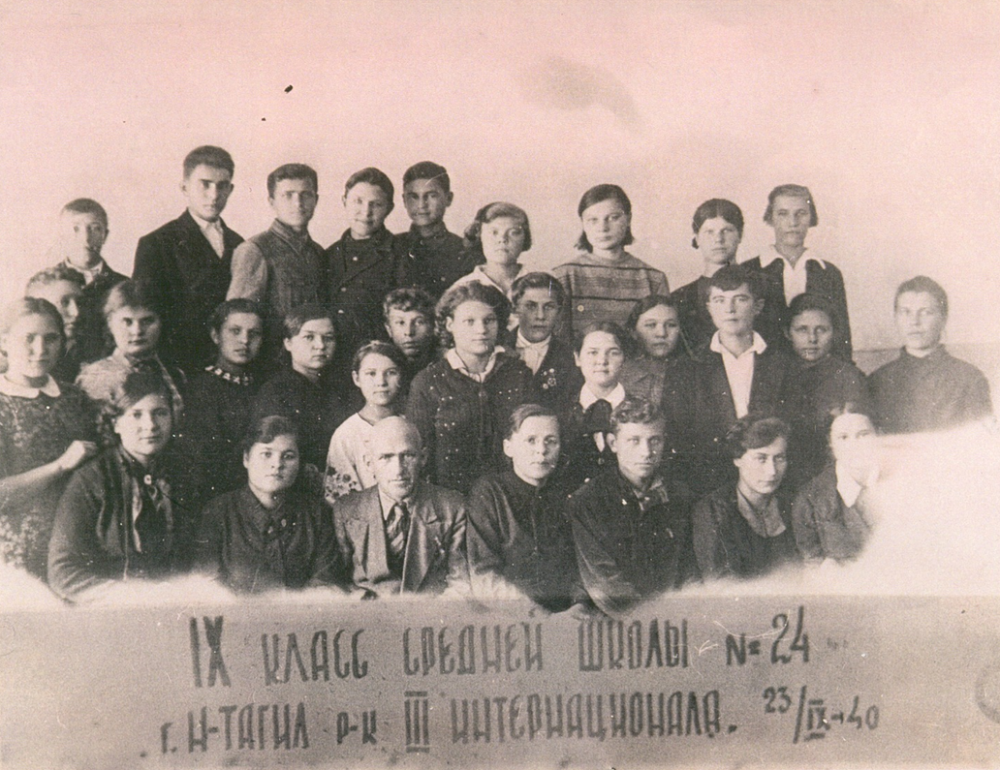 IX КЛАСС СРЕДНЕЙ ШКОЛЫ № 24
г. Н-ТАГИЛ Р-К III ИНТЕРНАЦИОНАЛА. 23/IX-40